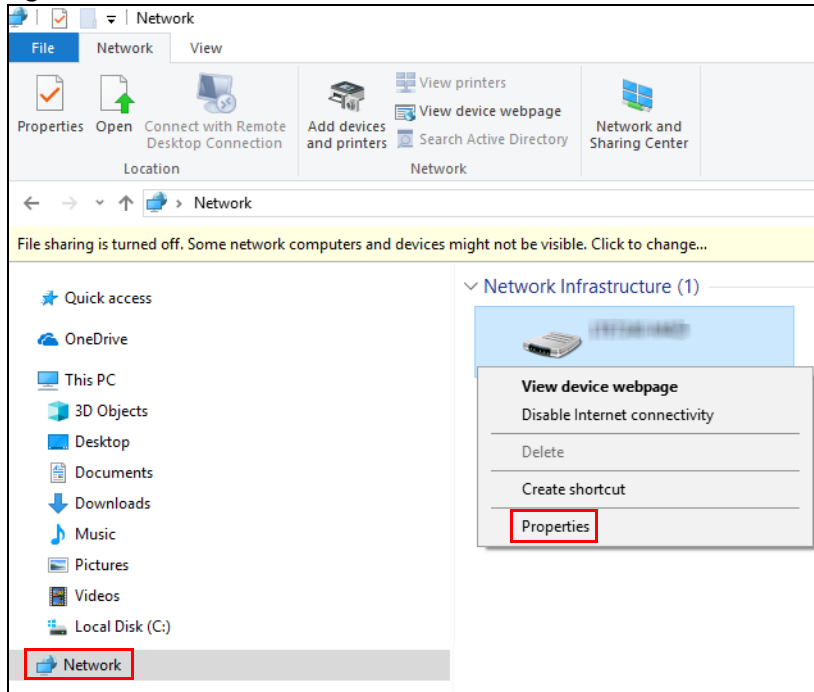 Network
File Network View
View printers
View device webpage
Search Active Directory
Properties Open Connect with Remote
Desktop Connection
Add devices
and printers
Network and
Sharing Center
Location Network
Network
File sharing is turned off. Some network computers and devices might not be visible. Click to change...
Quick access
OneDrive
This PC
3D Objects
Desktop
Documents
Downloads
Music
Pictures
Videos
Local Disk (C:)
Network
Network Infrastructure (1)
View device webpage
Disable Internet connectivity
Delete
Create shortcut
Properties